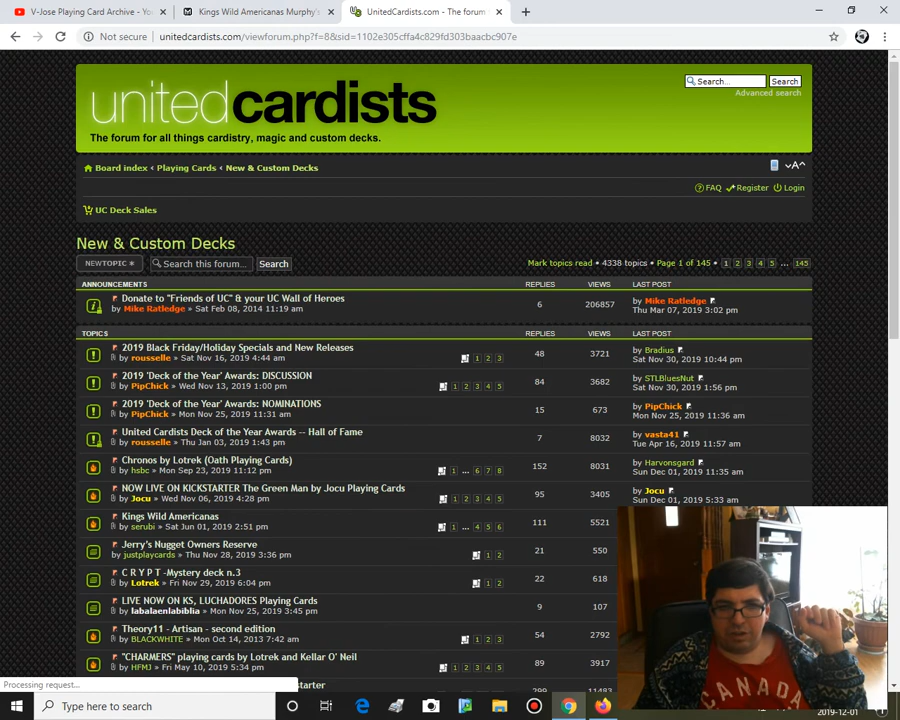 V-Jose Playing Card Archive - Yo
Kings Wild Americanas Murphy's
UnitedCardists.com - The forum
Not secure | unitedcardists.com/viewforum.php?f=8&sid=1102e305cffa4c829fd303baacbc907e
unitedcardists
The forum for all things cardistry, magic and custom decks.
Search... Search
Advanced search
Board index ‹ Playing Cards ‹ New & Custom Decks
FAQ Register Login
UC Deck Sales
New & Custom Decks
NEWTOPIC * Search this forum... Search Mark topics read • 4338 topics • Page 1 of 145 • 1 2 3 4 5 ... 145
ANNOUNCEMENTS REPLIES VIEWS LAST POST
Donate to "Friends of UC" & your UC Wall of Heroes 6 206857 by Mike Ratledge
by Mike Ratledge » Sat Feb 08, 2014 11:19 am Thu Mar 07, 2019 3:02 pm
TOPICS REPLIES VIEWS LAST POST
2019 Black Friday/Holiday Specials and New Releases 48 3721 by Bradius
by rousselle » Sat Nov 16, 2019 4:44 am 1 2 3 Sat Nov 30, 2019 10:44 pm
2019 'Deck of the Year' Awards: DISCUSSION 84 3682 by STLBluesNut
by PipChick » Wed Nov 13, 2019 1:00 pm 1 2 3 4 5 Sat Nov 30, 2019 1:56 pm
2019 'Deck of the Year' Awards: NOMINATIONS 15 673 by PipChick
by PipChick » Mon Nov 25, 2019 11:31 am Mon Nov 25, 2019 11:36 am
United Cardists Deck of the Year Awards -- Hall of Fame 7 8032 by vasta41
by rousselle » Thu Jan 03, 2019 1:43 pm Tue Apr 16, 2019 11:57 am
Chronos by Lotrek (Oath Playing Cards) 152 8031 by Harvonsgard
by hsbc » Mon Sep 23, 2019 11:12 pm 1 ... 6 7 8 Sun Dec 01, 2019 11:35 am
NOW LIVE ON KICKSTARTER The Green Man by Jocu Playing Cards 95 3405 by Jocu
by Jocu » Wed Nov 06, 2019 4:28 pm 1 2 3 4 5 Sun Dec 01, 2019 5:33 am
Kings Wild Americanas 111 5521
by serubi » Sat Jun 01, 2019 2:51 pm 1 ... 4 5 6
Jerry's Nugget Owners Reserve 21 550
by justplaycards » Thu Nov 28, 2019 3:36 pm 1 2
C R Y P T -Mystery deck n.3 22 618
by Lotrek » Fri Nov 29, 2019 6:04 pm 1 2
LIVE NOW ON KS, LUCHADORES Playing Cards 9 107
by labalaenlabiblia » Mon Nov 25, 2019 3:45 pm
Theory11 - Artisan - second edition 54 2792
by BLACKWHITE » Mon Oct 14, 2013 7:42 am 1 2 3
"CHARMERS" playing cards by Lotrek and Kellar O' Neil 89 3917
by HFMJ » Fri May 10, 2019 5:34 pm 1 2 3 4 5
Processing request...
CANADA
Type here to search
2019-12-01